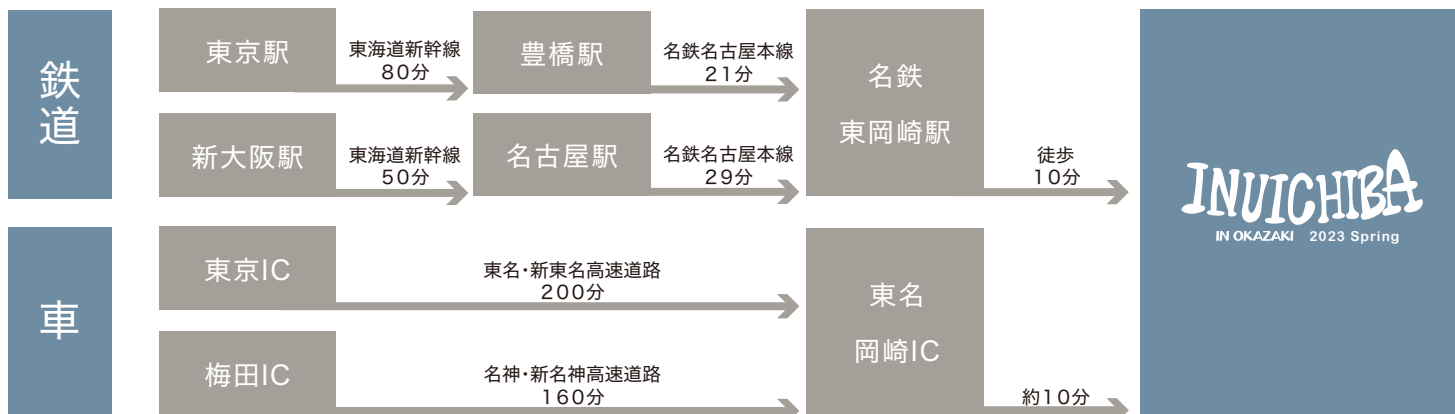 鉄道
東京駅
東海道新幹線
80分
豊橋駅
名鉄名古屋本線
21分
新大阪駅
東海道新幹線
50分
名古屋駅
名鉄名古屋本線
29分
名鉄
東岡崎駅
徒歩
10分
車
東京IC
東名・新東名高速道路
200分
梅田IC
名神・新名神高速道路
160分
東名
岡崎IC
約10分
INUICHIBA
IN OKAZAKI 2023 Spring